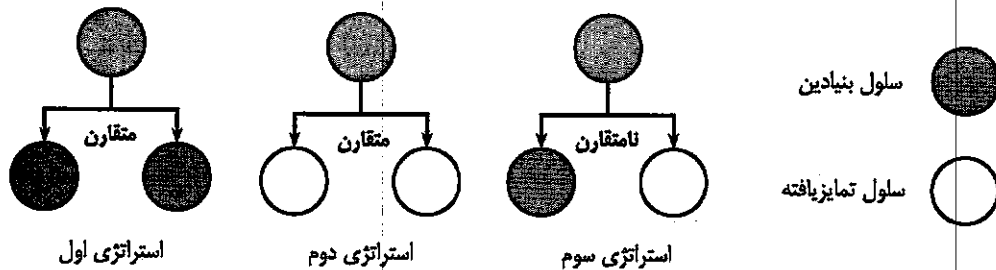 سلول بنیادین
سلول تمایزیافته
نامتقارن
استراتژی سوم
متقارن
استراتژی دوم
متقارن
استراتژی اول